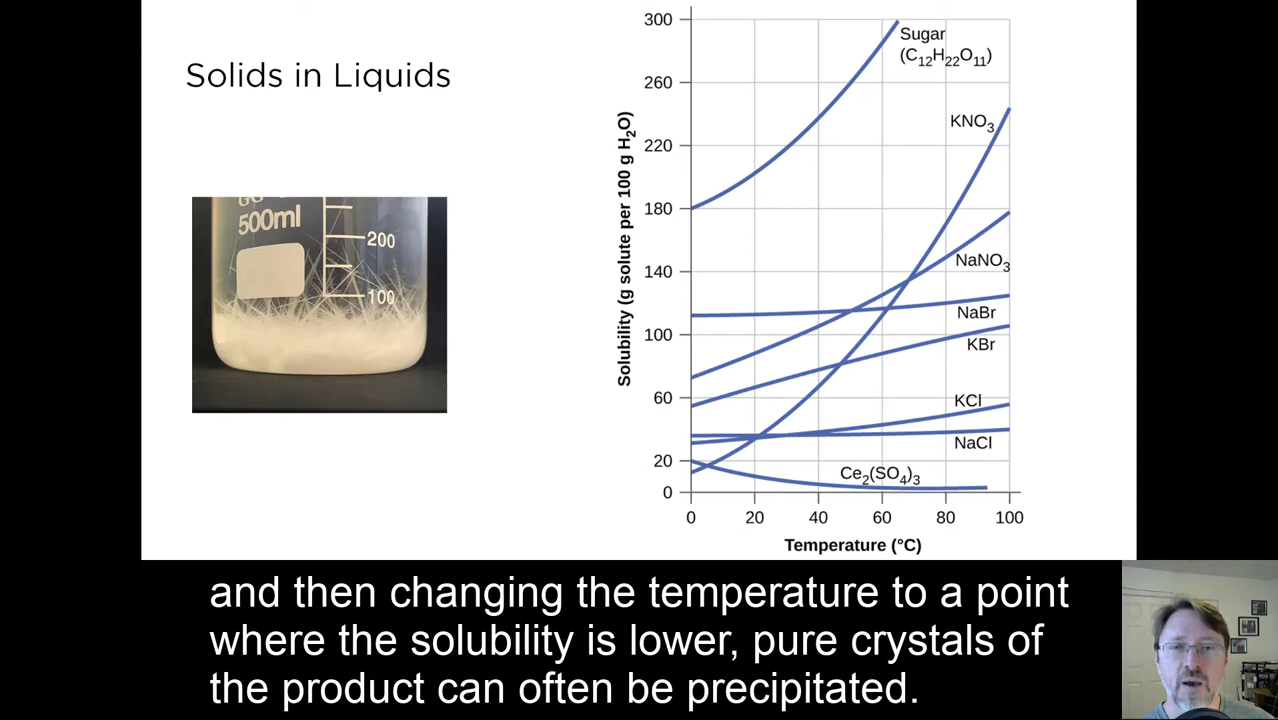 Solids in Liquids
500ml
200
100
Solubility (g solute per 100 g H₂O)
300
260
220
180
140
100
60
20
0
Sugar
(C₁₂H₂₂O₁₁)
KNO₃
NaNO₃
NaBr
KBr
KCl
NaCl
Ce₂(SO₄)₃
0 20 40 60 80 100
Temperature (°C)
and then changing the temperature to a point
where the solubility is lower, pure crystals of
the product can often be precipitated.